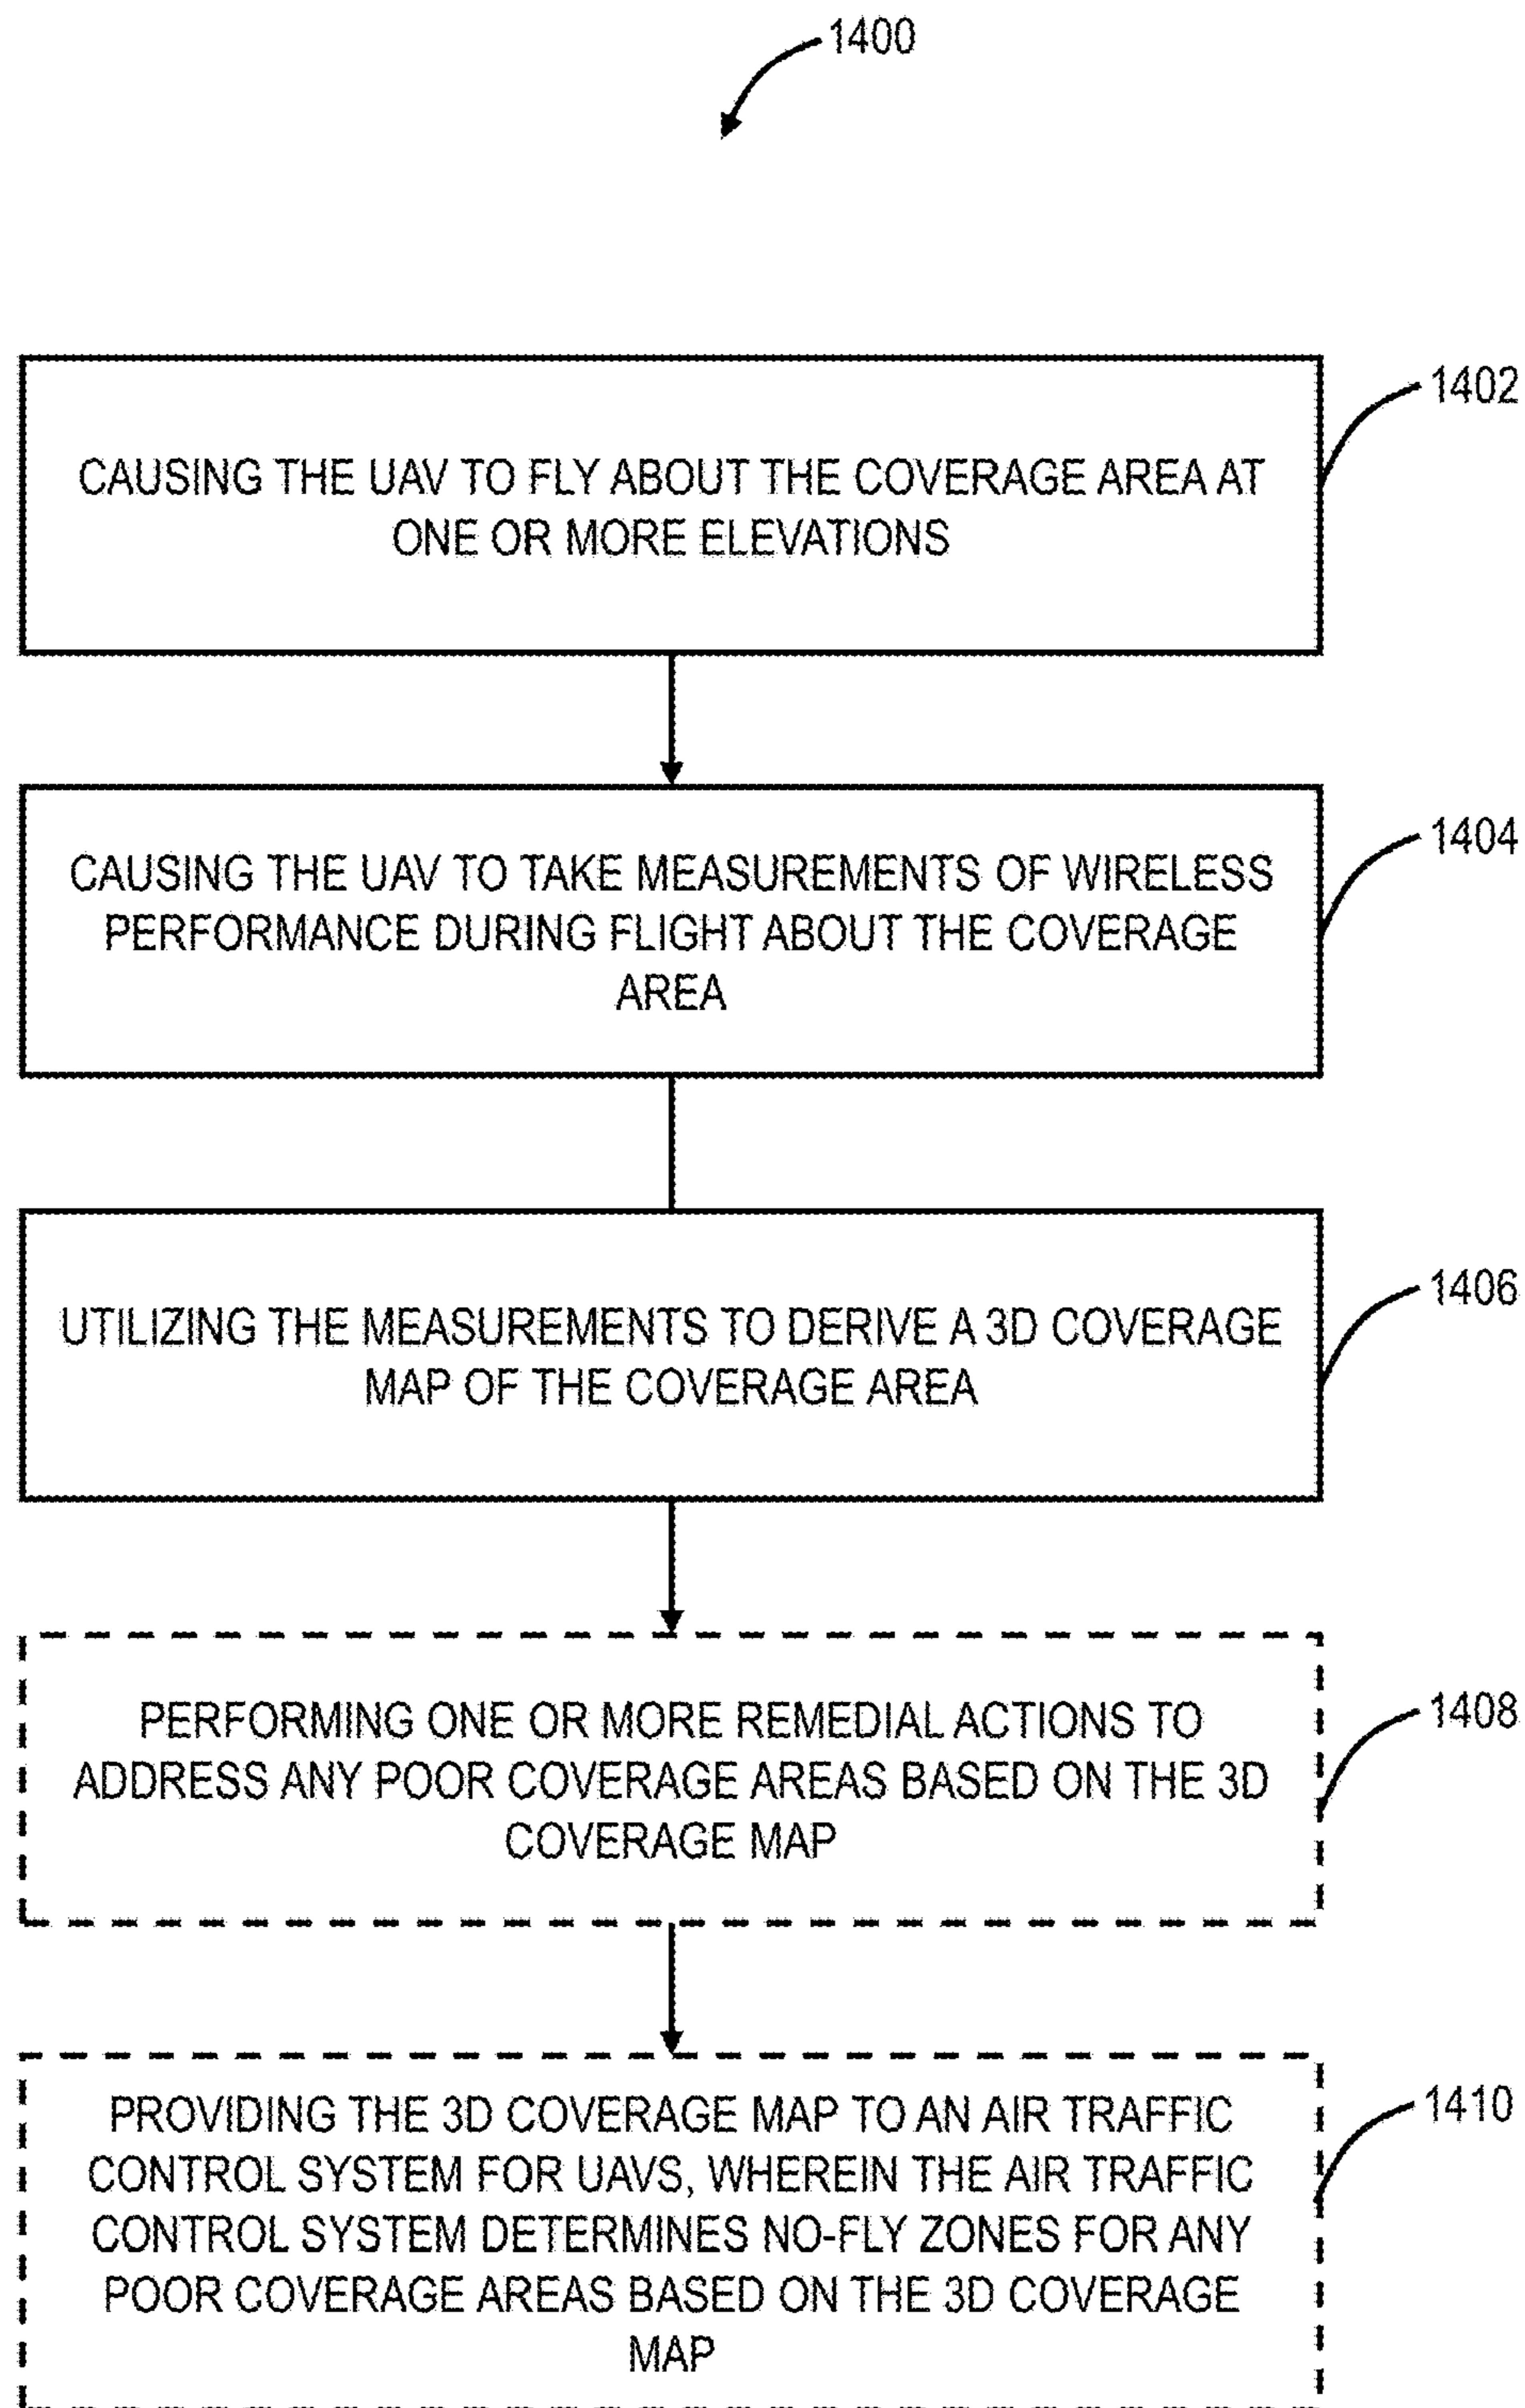 1400
1402
CAUSING THE UAV TO FLY ABOUT THE COVERAGE AREA AT
ONE OR MORE ELEVATIONS
1404
CAUSING THE UAV TO TAKE MEASUREMENTS OF WIRELESS
PERFORMANCE DURING FLIGHT ABOUT THE COVERAGE
AREA
1406
UTILIZING THE MEASUREMENTS TO DERIVE A 3D COVERAGE
MAP OF THE COVERAGE AREA
1408
PERFORMING ONE OR MORE REMEDIAL ACTIONS TO
ADDRESS ANY POOR COVERAGE AREAS BASED ON THE 3D
COVERAGE MAP
1410
PROVIDING THE 3D COVERAGE MAP TO AN AIR TRAFFIC
CONTROL SYSTEM FOR UAVS, WHEREIN THE AIR TRAFFIC
CONTROL SYSTEM DETERMINES NO-FLY ZONES FOR ANY
POOR COVERAGE AREAS BASED ON THE 3D COVERAGE
MAP